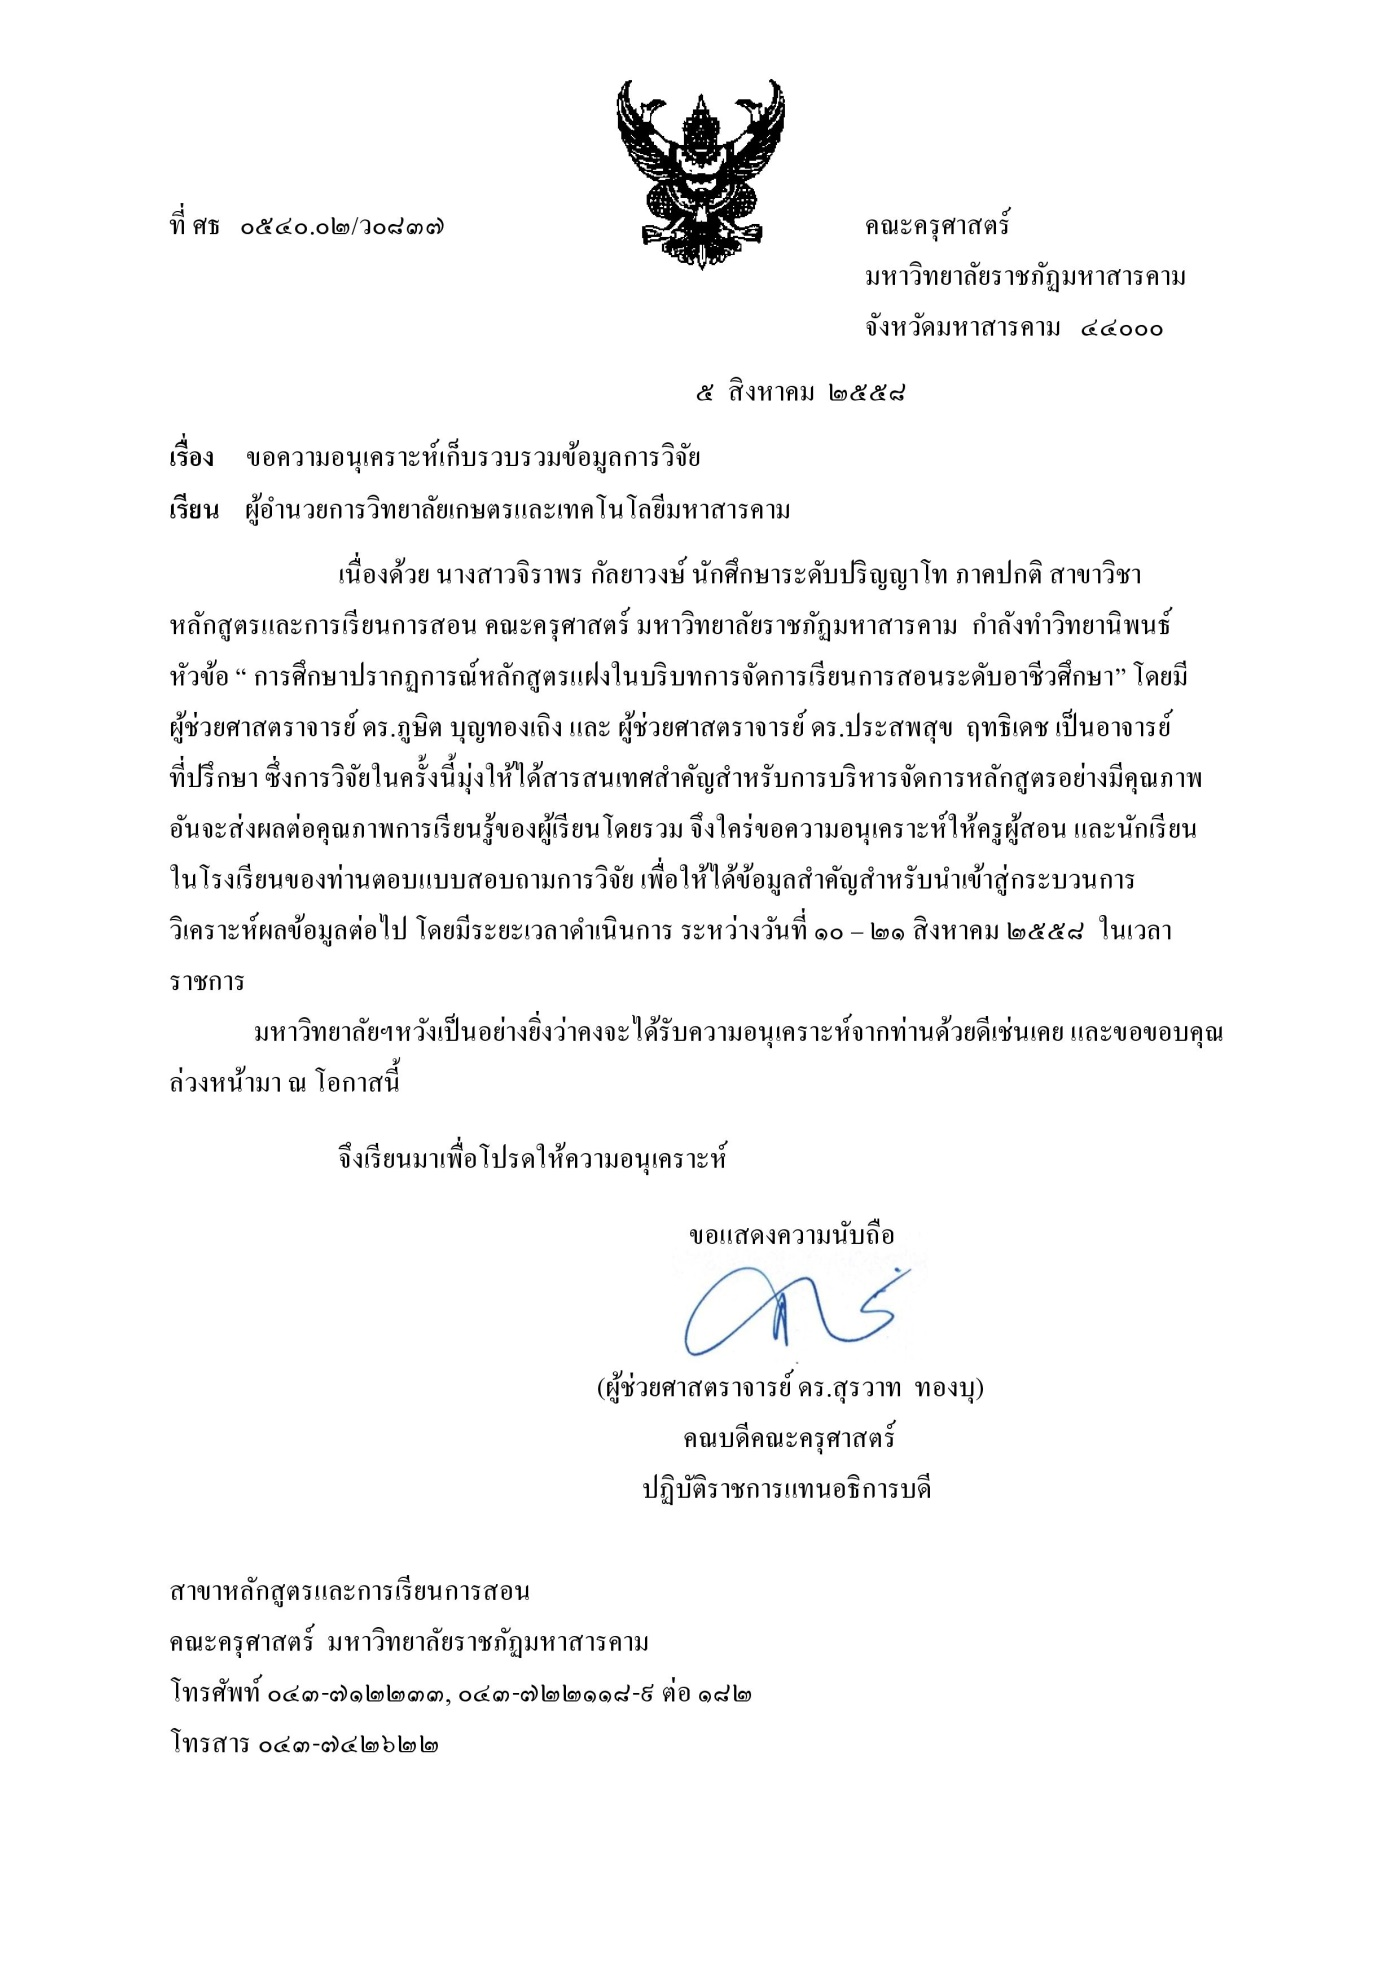 ที่ ศธ ๐๕๔๐.๐๒/ว๐๘๓๗
คณะครุศาสตร์
มหาวิทยาลัยราชภัฏมหาสารคาม
จังหวัดมหาสารคาม ๔๔๐๐๐
๕ สิงหาคม ๒๕๕๘
เรื่อง ขอความอนุเคราะห์เก็บรวบรวมข้อมูลการวิจัย
เรียน ผู้อำนวยการวิทยาลัยเกษตรและเทคโนโลยีมหาสารคาม
เนื่องด้วย นางสาวจิราพร กัลยาวงษ์ นักศึกษาระดับปริญญาโท ภาคปกติ สาขาวิชา
หลักสูตรและการเรียนการสอน คณะครุศาสตร์ มหาวิทยาลัยราชภัฏมหาสารคาม กำลังทำวิทยานิพนธ์
หัวข้อ “ การศึกษาปรากฏการณ์หลักสูตรแฝงในบริบทการจัดการเรียนการสอนระดับอาชีวศึกษา” โดยมี
ผู้ช่วยศาสตราจารย์ ดร.ภูษิต บุญทองเถิง และ ผู้ช่วยศาสตราจารย์ ดร.ประสพสุข ฤทธิเดช เป็นอาจารย์
ที่ปรึกษา ซึ่งการวิจัยในครั้งนี้มุ่งให้ได้สารสนเทศสำคัญสำหรับการบริหารจัดการหลักสูตรอย่างมีคุณภาพ
อันจะส่งผลต่อคุณภาพการเรียนรู้ของผู้เรียนโดยรวม จึงใคร่ขอความอนุเคราะห์ให้ครูผู้สอน และนักเรียน
ในโรงเรียนของท่านตอบแบบสอบถามการวิจัย เพื่อให้ได้ข้อมูลสำคัญสำหรับนำเข้าสู่กระบวนการ
วิเคราะห์ผลข้อมูลต่อไป โดยมีระยะเวลาดำเนินการ ระหว่างวันที่ ๑๐ – ๒๑ สิงหาคม ๒๕๕๘ ในเวลา
ราชการ
มหาวิทยาลัยฯหวังเป็นอย่างยิ่งว่าคงจะได้รับความอนุเคราะห์จากท่านด้วยดีเช่นเคย และขอขอบคุณ
ล่วงหน้ามา ณ โอกาสนี้
จึงเรียนมาเพื่อโปรดให้ความอนุเคราะห์
ขอแสดงความนับถือ
(ผู้ช่วยศาสตราจารย์ ดร.สุรวาท ทองบุ)
คณบดีคณะครุศาสตร์
ปฏิบัติราชการแทนอธิการบดี
สาขาหลักสูตรและการเรียนการสอน
คณะครุศาสตร์ มหาวิทยาลัยราชภัฏมหาสารคาม
โทรศัพท์ ๐๔๓-๗๑๒๒๓๓, ๐๔๓-๗๒๒๑๑๘-๙ ต่อ ๑๘๒
โทรสาร ๐๔๓-๗๔๒๖๒๒